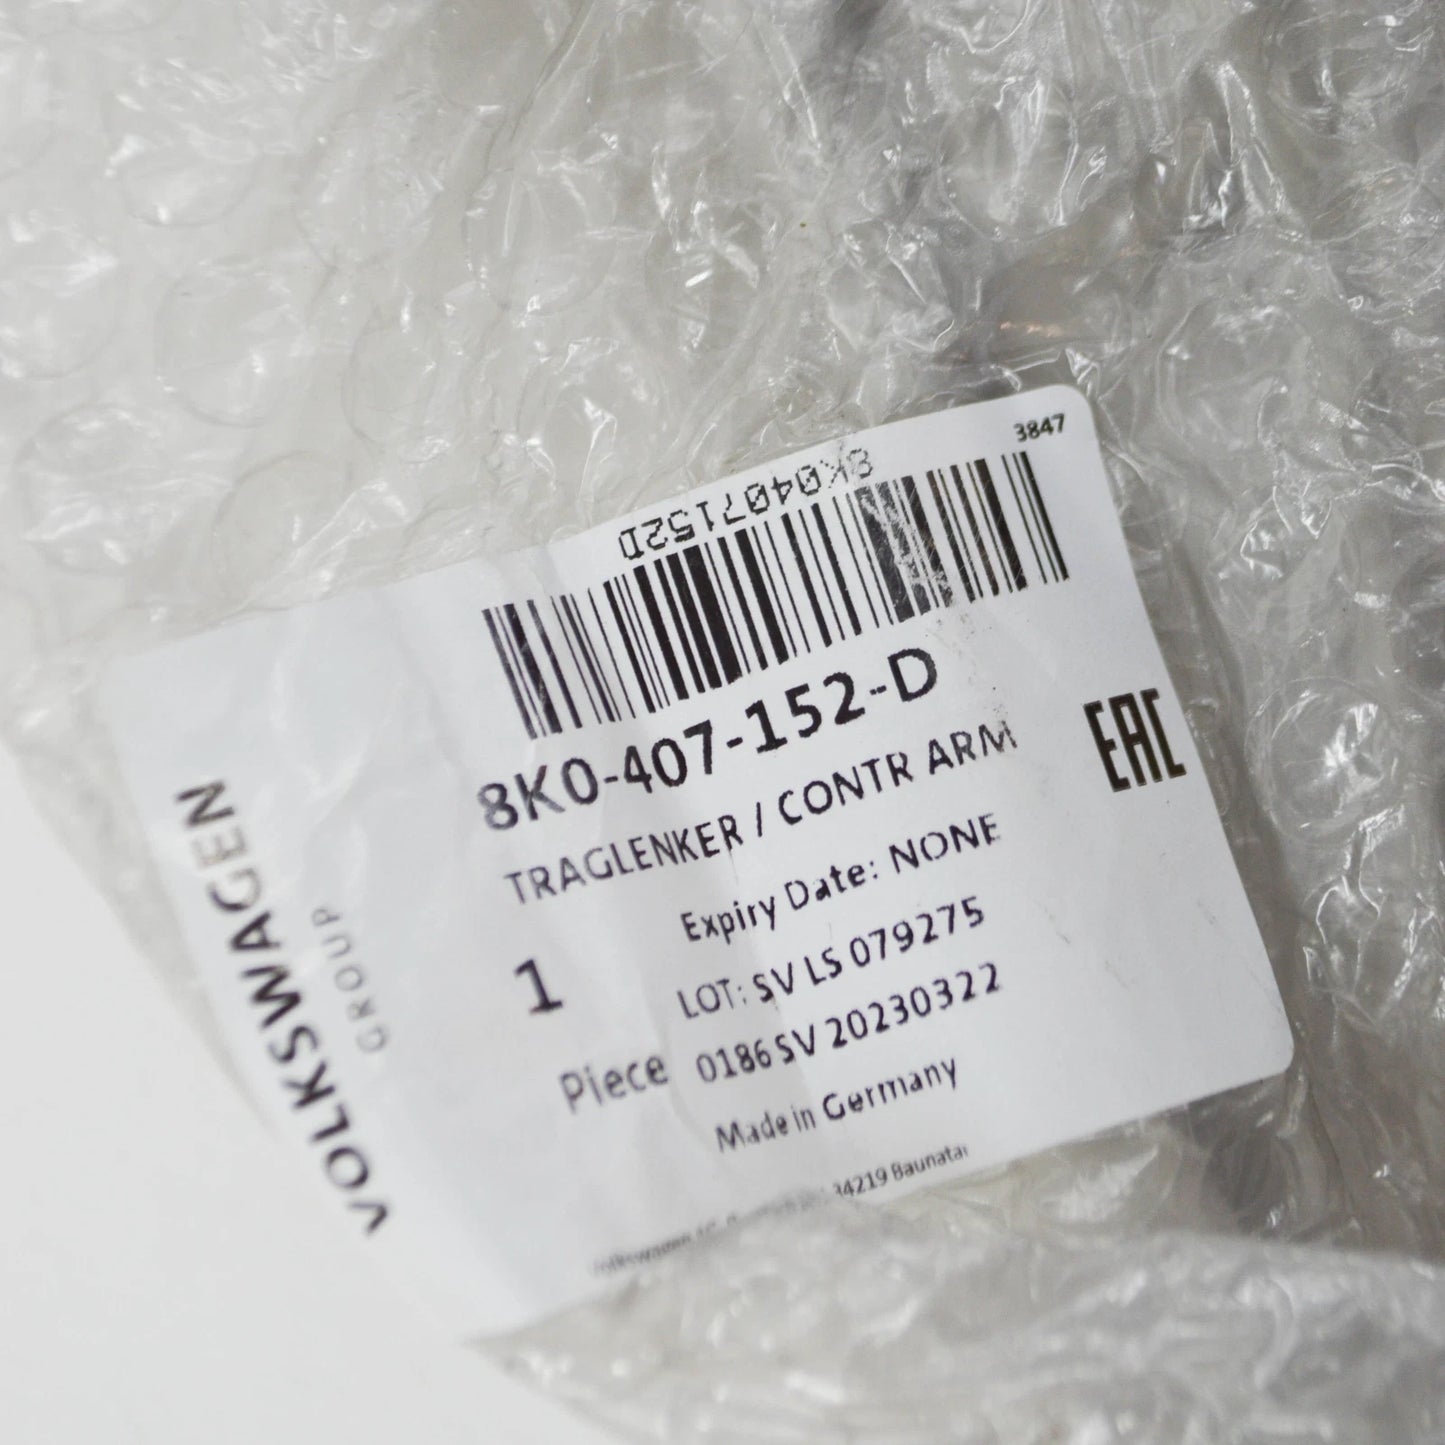 3847
8K0407152D
8K0-407-152-D
TRAGLENKER / CONTR ARM
EAC
Expiry Date: NONE
LOT: SV LS 079275
1
Piece
0186 SV 20230322
Made in Germany
34219 Baunatal
VOLKSWAGEN
GROUP